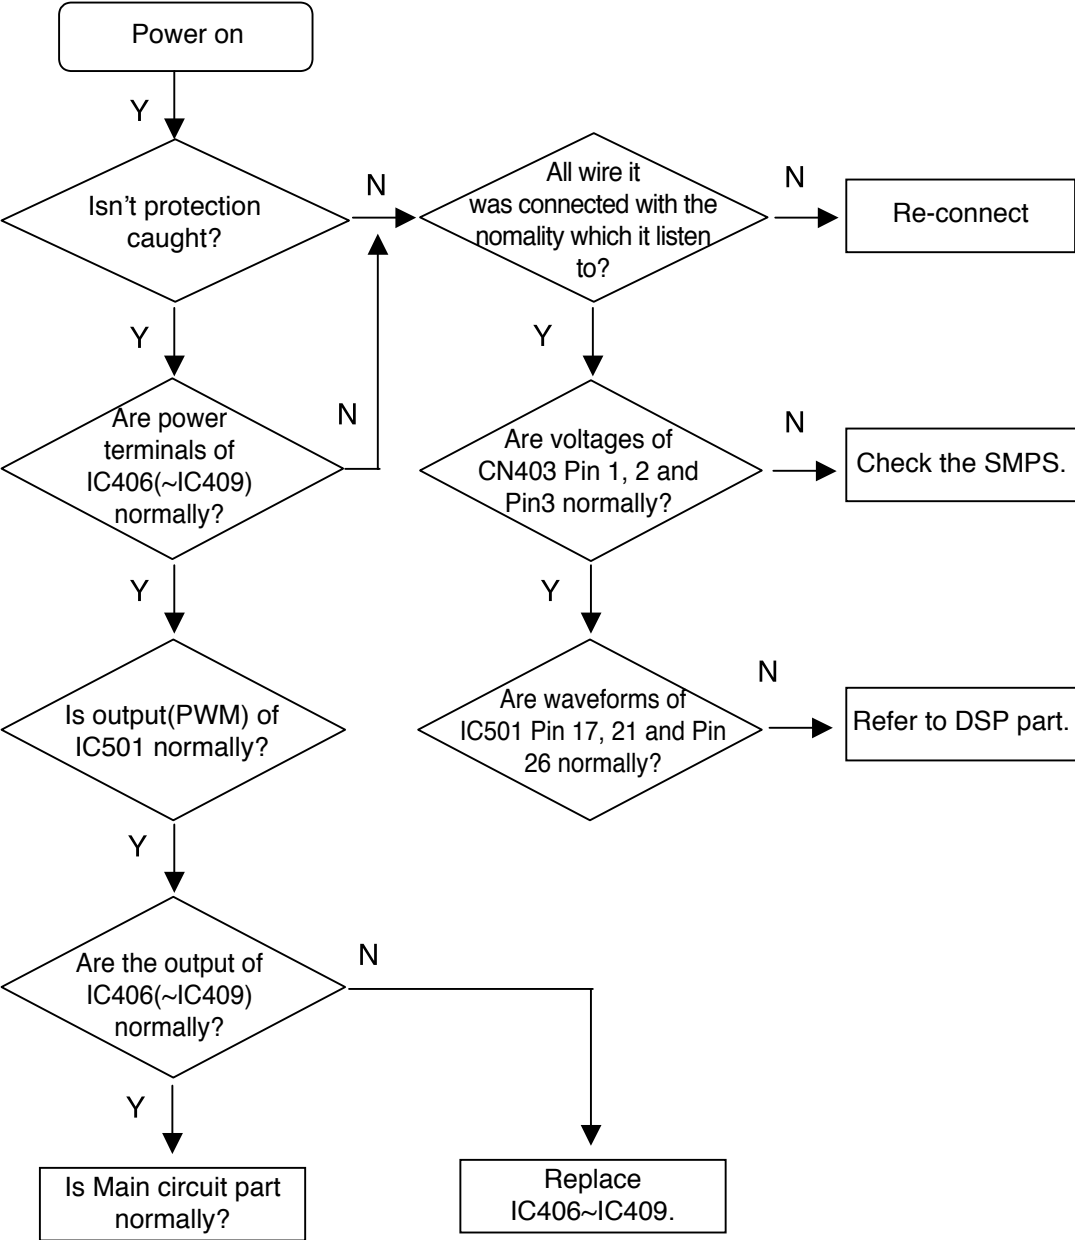 Power on
Y
Isn't protection
caught?
N
All wire it
was connected with the
nomality which it listen
to?
N
Re-connect
Y
Y
Are power
terminals of
IC406(~IC409)
normally?
N
Are voltages of
CN403 Pin 1, 2 and
Pin3 normally?
N
Check the SMPS.
Y
Y
Is output(PWM) of
IC501 normally?
Are waveforms of
IC501 Pin 17, 21 and Pin
26 normally?
N
Refer to DSP part.
Y
Are the output of
IC406(~IC409)
normally?
N
Y
Is Main circuit part
normally?
Replace
IC406~IC409.